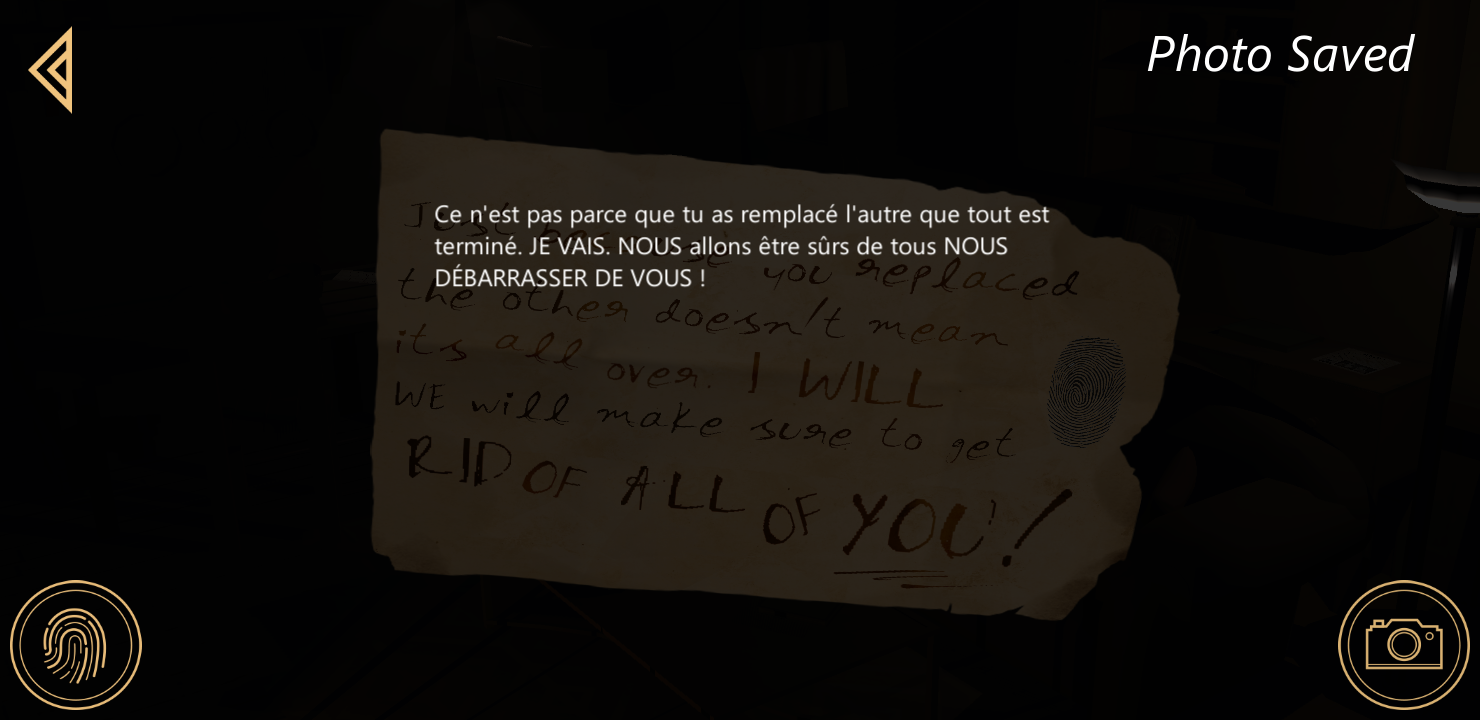 Photo Saved
Ce n'est pas parce que tu as remplacé l'autre que tout est
terminé. JE VAIS. NOUS allons être sûrs de tous NOUS
DÉBARRASSER DE VOUS !
Just because you replaced
the other doesn't mean
its all over. I WILL.
WE will make sure to get
RID OF ALL OF YOU!